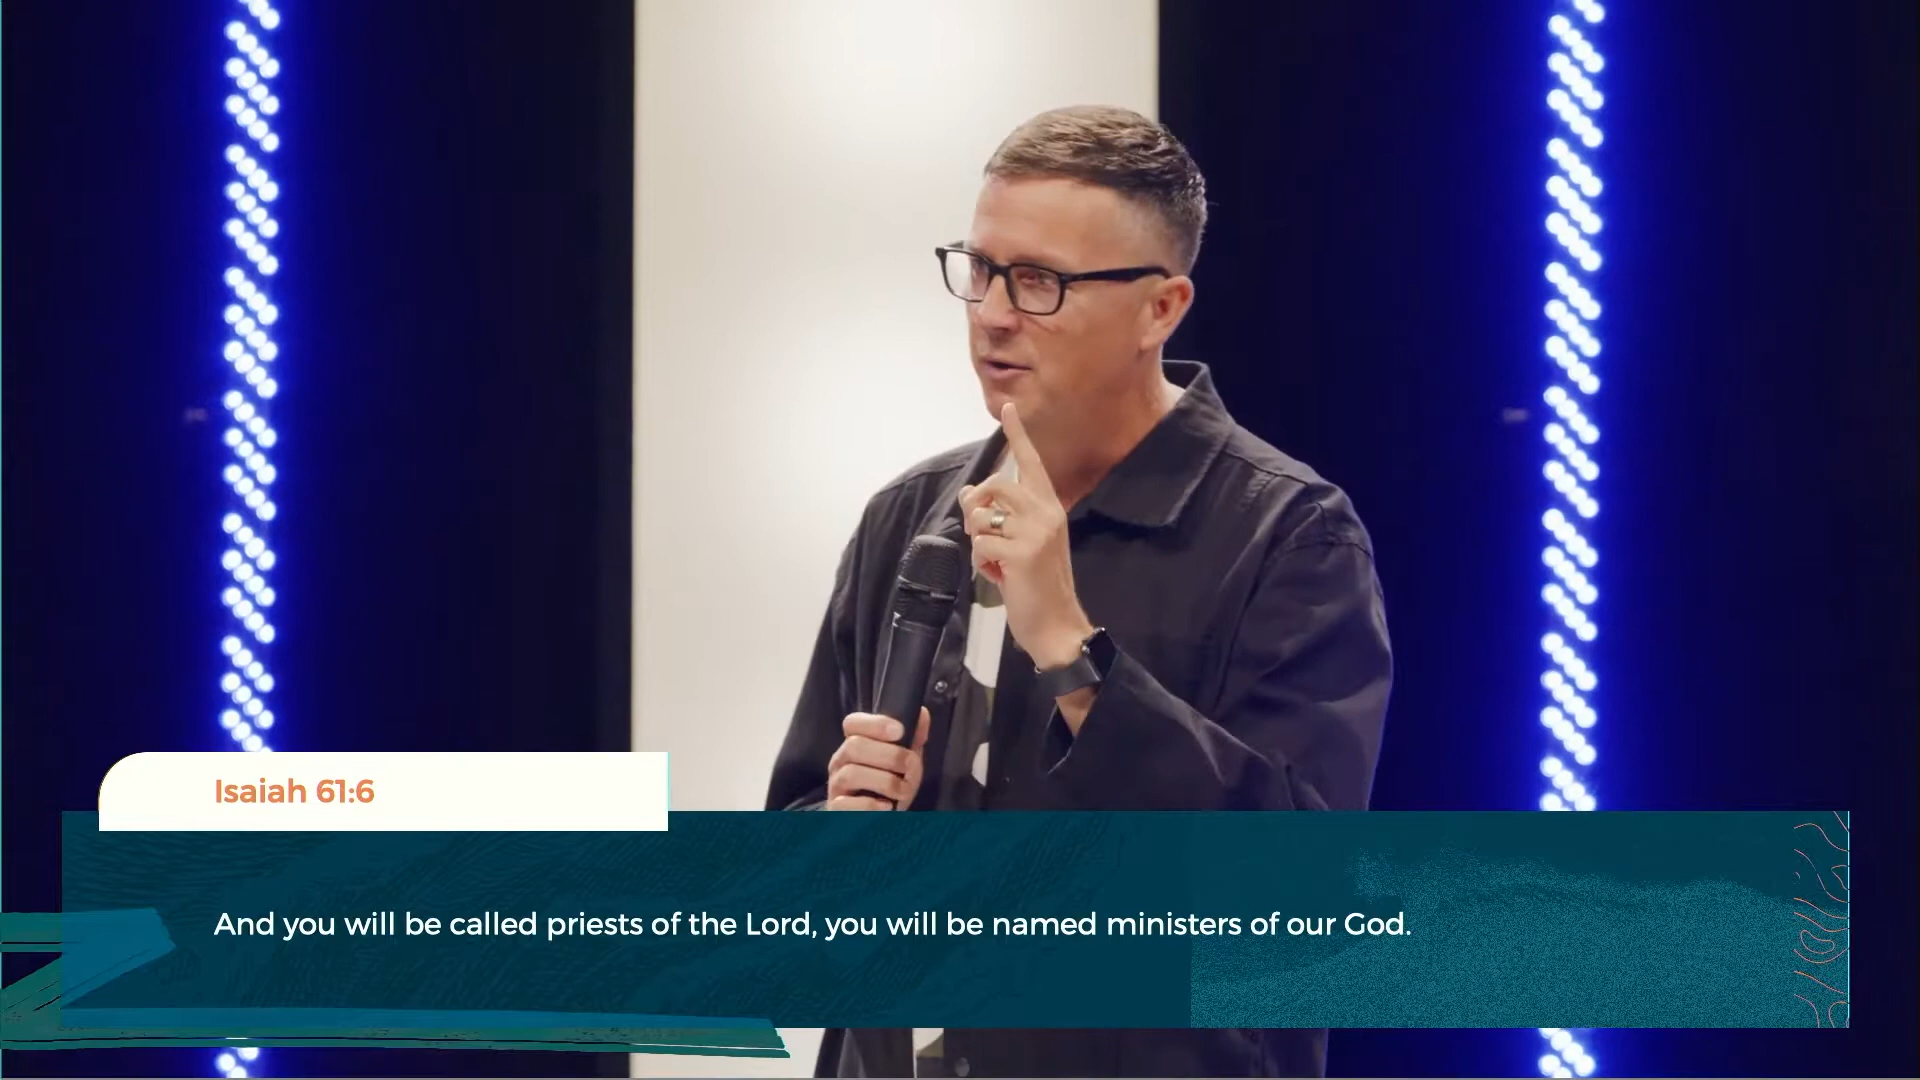 Isaiah 61:6
And you will be called priests of the Lord, you will be named ministers of our God.